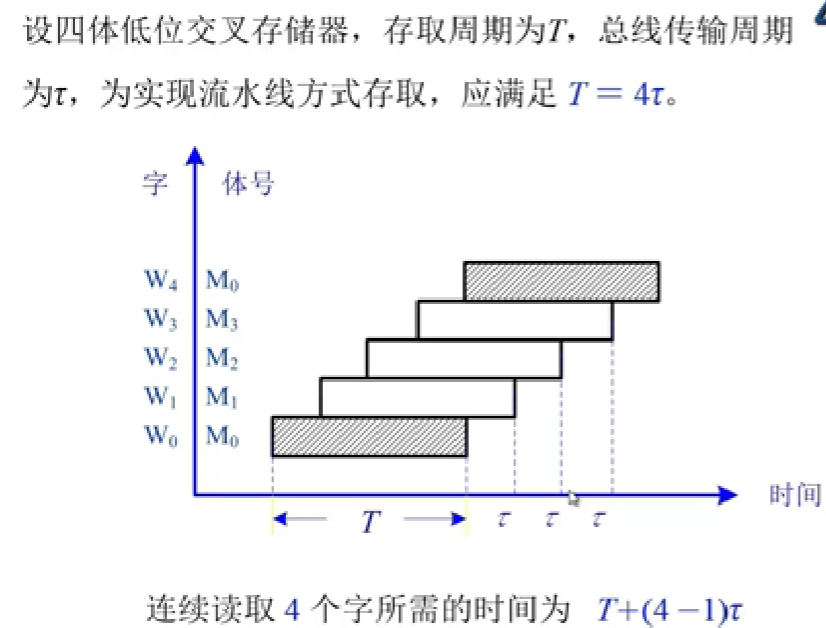 设四体低位交叉存储器，存取周期为T，总线传输周期
为τ，为实现流水线方式存取，应满足 T = 4τ。
字 体号
W₄ M₀
W₃ M₃
W₂ M₂
W₁ M₁
W₀ M₀
时间
T τ τ τ
连续读取 4 个字所需的时间为 T+(4－1)τ